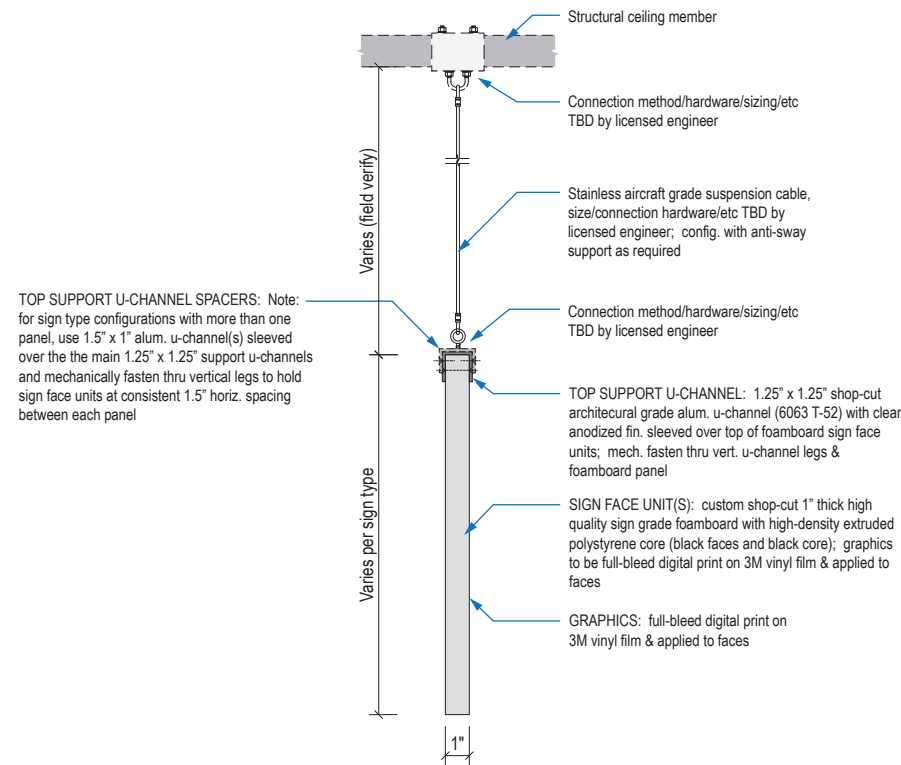 Structural ceiling member
Connection method/hardware/sizing/etc
TBD by licensed engineer
Varies (field verify)
Stainless aircraft grade suspension cable,
size/connection hardware/etc TBD by
licensed engineer;  config. with anti-sway
support as required
TOP SUPPORT U-CHANNEL SPACERS:  Note:
for sign type configurations with more than one
panel, use 1.5” x 1” alum. u-channel(s) sleeved
over the the main 1.25” x 1.25” support u-channels
and mechanically fasten thru vertical legs to hold
sign face units at consistent 1.5” horiz. spacing
between each panel
Connection method/hardware/sizing/etc
TBD by licensed engineer
TOP SUPPORT U-CHANNEL:  1.25” x 1.25” shop-cut
architecural grade alum. u-channel (6063 T-52) with clear
anodized fin. sleeved over top of foamboard sign face
units;  mech. fasten thru vert. u-channel legs &
foamboard panel
Varies per sign type
SIGN FACE UNIT(S):  custom shop-cut 1” thick high
quality sign grade foamboard with high-density extruded
polystyrene core (black faces and black core);  graphics
to be full-bleed digital print on 3M vinyl film & applied to
faces
GRAPHICS:  full-bleed digital print on
3M vinyl film & applied to faces
1"